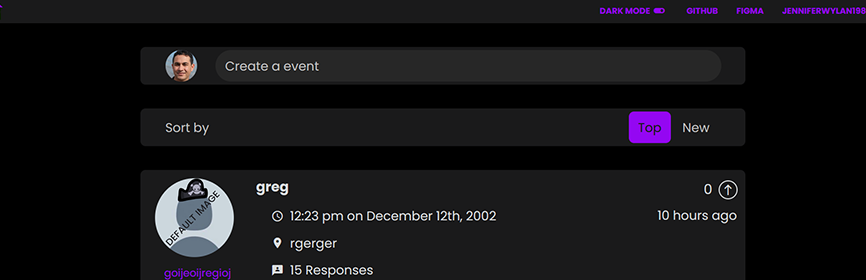 DARK MODE GITHUB FIGMA JENNIFERWYLAN198
Create a event
Sort by Top New
greg 0
12:23 pm on December 12th, 2002 10 hours ago
DEFAULT IMAGE
rgerger
15 Responses
goijeoijregioj